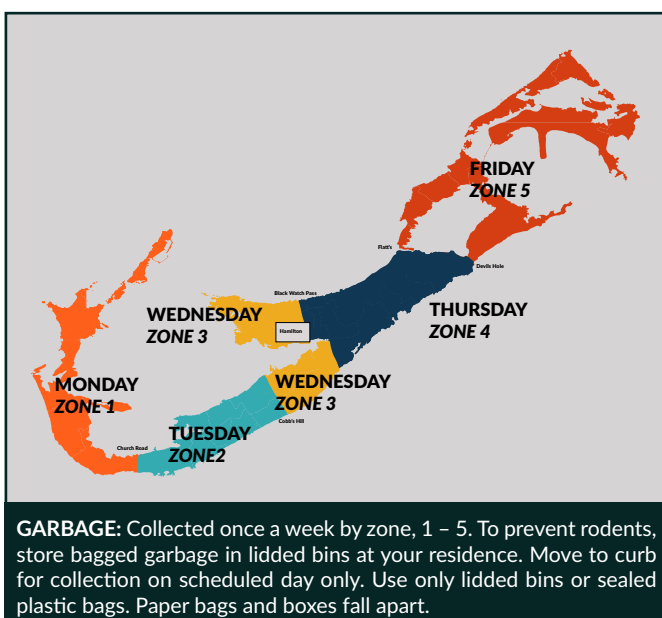 FRIDAY
ZONE 5
Flatt's
Devils Hole
Black Watch Pass
WEDNESDAY
ZONE 3
THURSDAY
ZONE 4
Hamilton
MONDAY
ZONE 1
WEDNESDAY
ZONE 3
Cobb's Hill
TUESDAY
ZONE2
Church Road
GARBAGE: Collected once a week by zone, 1 – 5. To prevent rodents,
store bagged garbage in lidded bins at your residence. Move to curb
for collection on scheduled day only. Use only lidded bins or sealed
plastic bags. Paper bags and boxes fall apart.